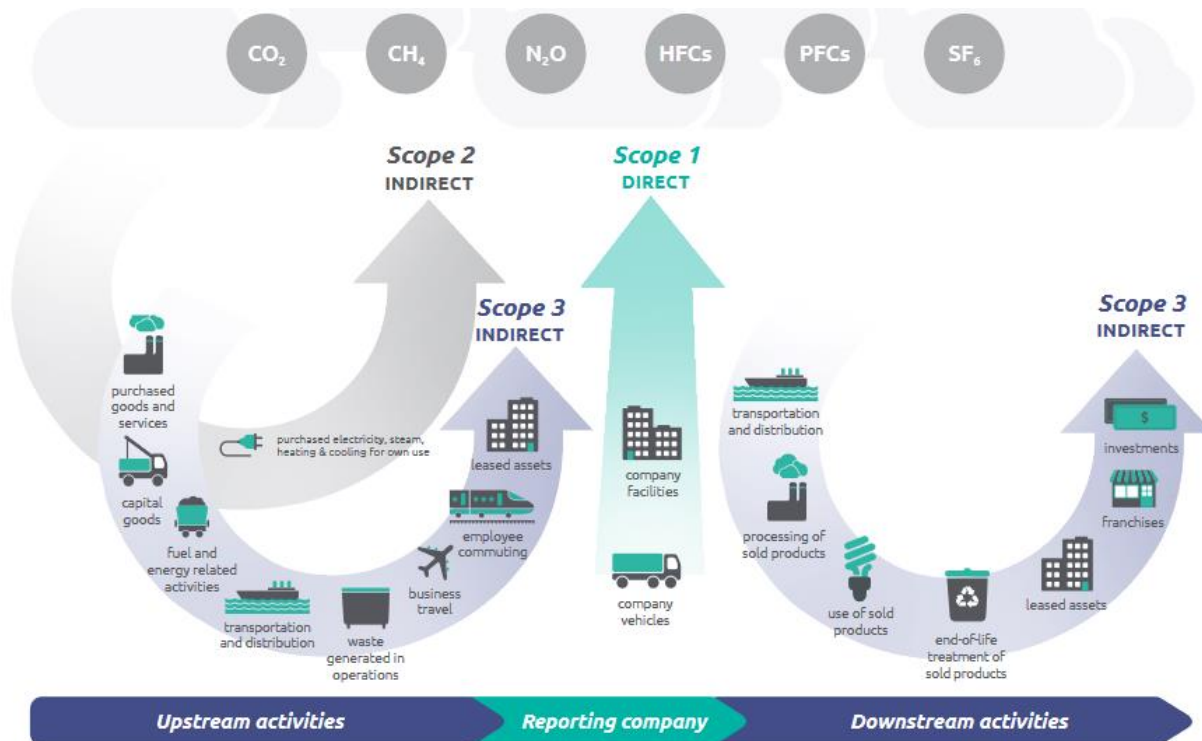 CO₂
CH₄
N₂O
HFCs
PFCs
SF₆
Scope 2
INDIRECT
Scope 1
DIRECT
Scope 3
INDIRECT
Scope 3
INDIRECT
purchased
goods and
services
capital
goods
fuel and
energy related
activities
purchased electricity, steam,
heating & cooling for own use
transportation
and distribution
waste
generated in
operations
business
travel
employee
commuting
leased assets
company
facilities
company
vehicles
transportation
and distribution
processing of
sold products
use of sold
products
end-of-life
treatment of
sold products
leased assets
franchises
investments
$
Upstream activities
Reporting company
Downstream activities